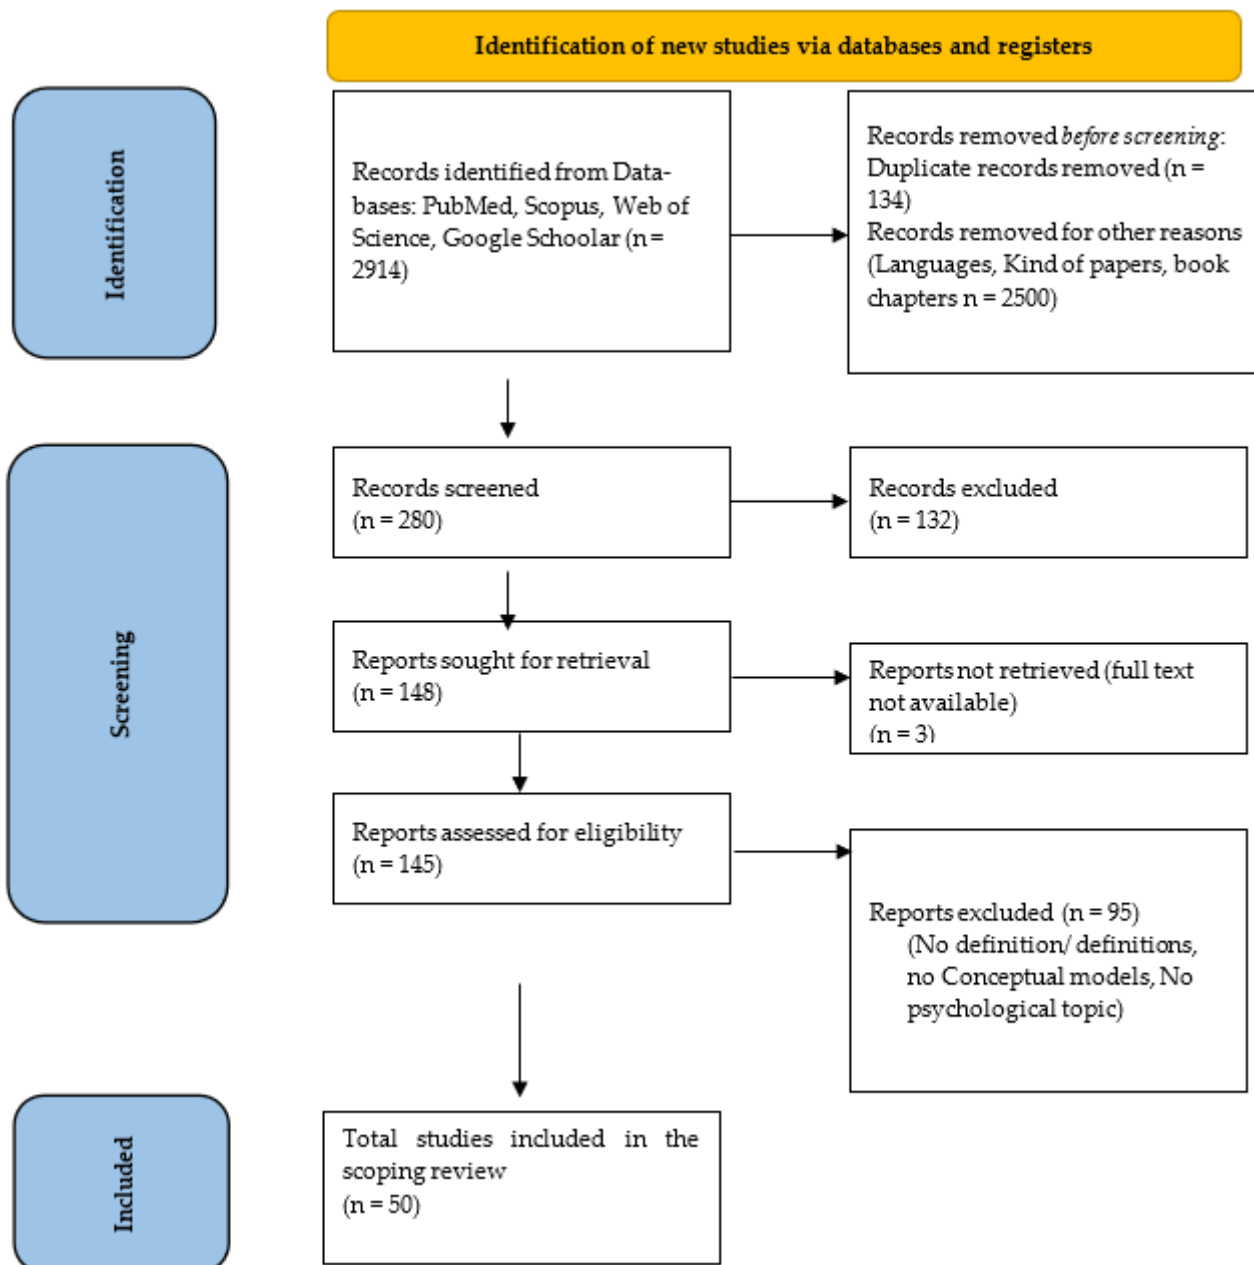 Identification of new studies via databases and registers
Identification
Records identified from Data-
bases: PubMed, Scopus, Web of
Science, Google Schoolar (n =
2914)
Records removed before screening:
Duplicate records removed (n =
134)
Records removed for other reasons
(Languages, Kind of papers, book
chapters n = 2500)
Screening
Records screened
(n = 280)
Records excluded
(n = 132)
Reports sought for retrieval
(n = 148)
Reports not retrieved (full text
not available)
(n = 3)
Reports assessed for eligibility
(n = 145)
Reports excluded (n = 95)
(No definition/ definitions,
no Conceptual models, No
psychological topic)
Included
Total studies included in the
scoping review
(n = 50)